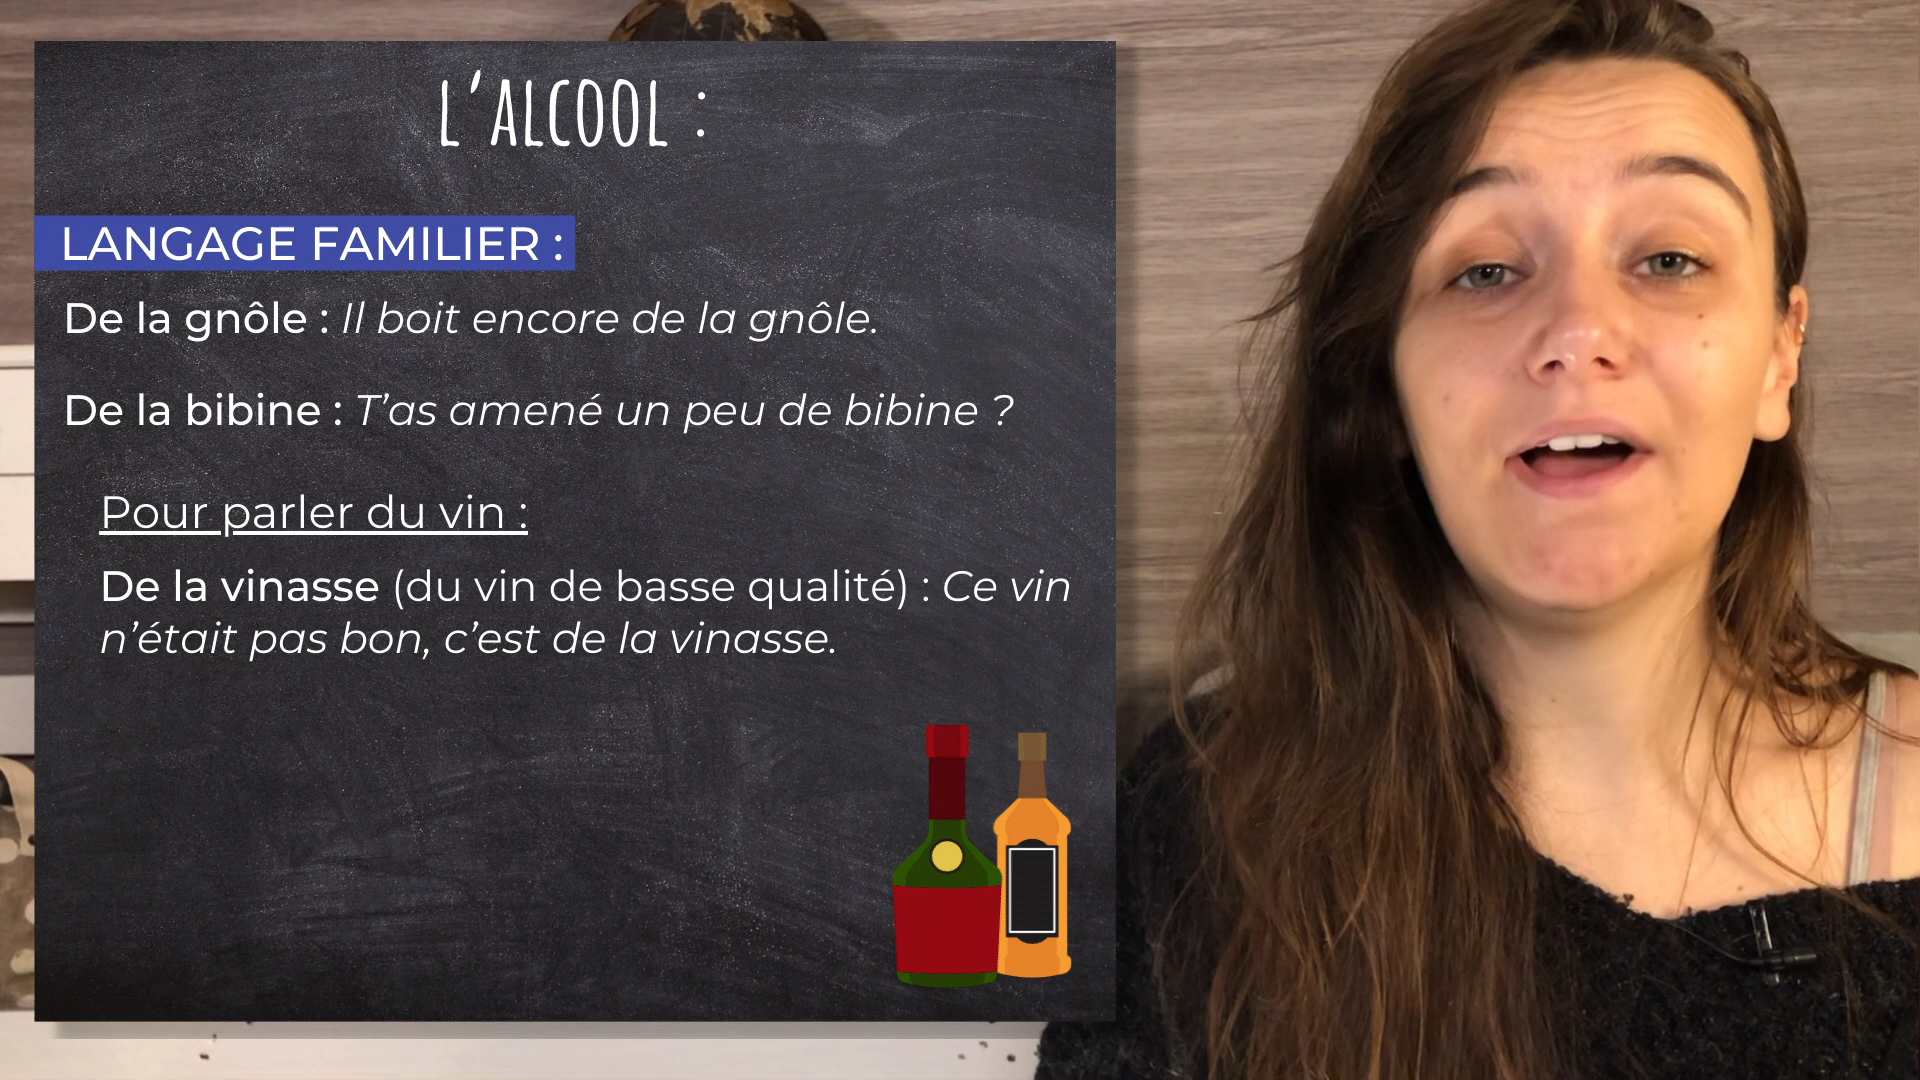 L'ALCOOL :
LANGAGE FAMILIER :
De la gnôle : Il boit encore de la gnôle.
De la bibine : T'as amené un peu de bibine ?
Pour parler du vin :
De la vinasse (du vin de basse qualité) : Ce vin
n'était pas bon, c'est de la vinasse.